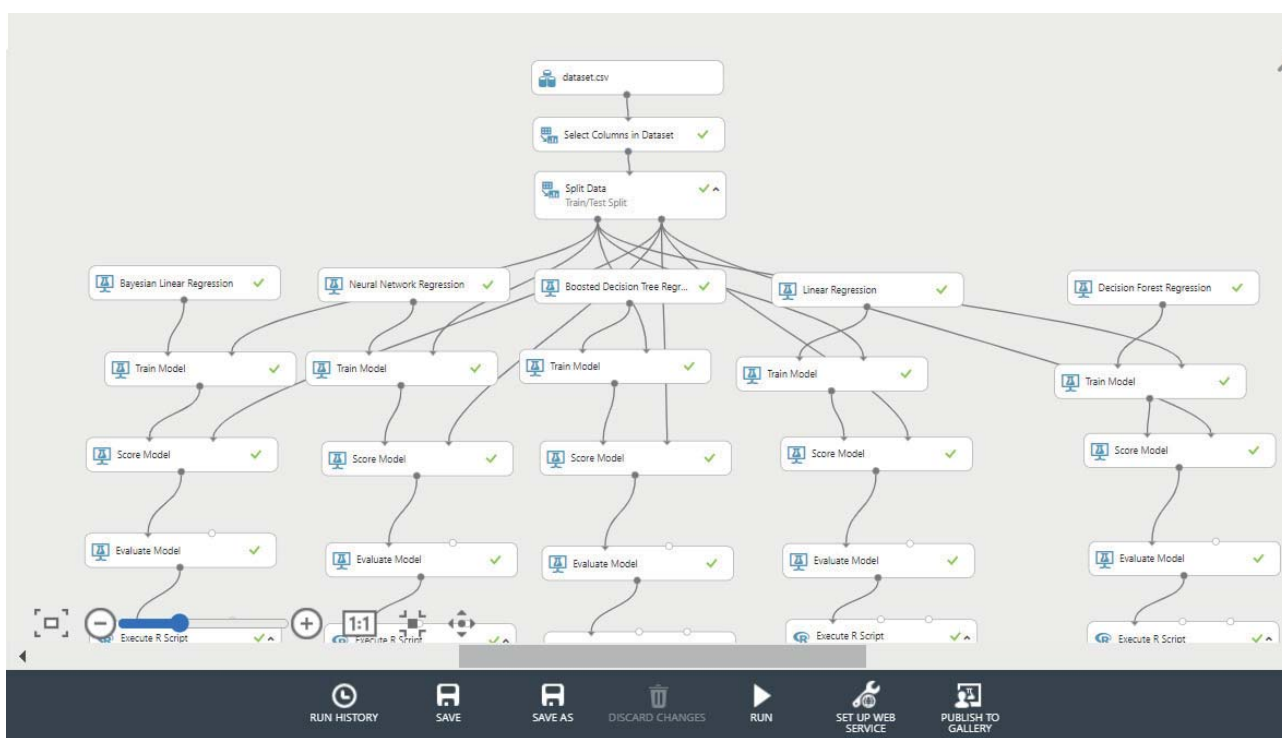 dataset.csv
Select Columns in Dataset
Split Data
Train/Test Split
Bayesian Linear Regression
Neural Network Regression
Boosted Decision Tree Regr...
Linear Regression
Decision Forest Regression
Train Model
Train Model
Train Model
Train Model
Train Model
Score Model
Score Model
Score Model
Score Model
Score Model
Evaluate Model
Evaluate Model
Evaluate Model
Evaluate Model
Evaluate Model
1:1
Execute R Script
Execute R Script
Execute R Script
Execute R Script
RUN HISTORY
SAVE
SAVE AS
DISCARD CHANGES
RUN
SET UP WEB
SERVICE
PUBLISH TO
GALLERY